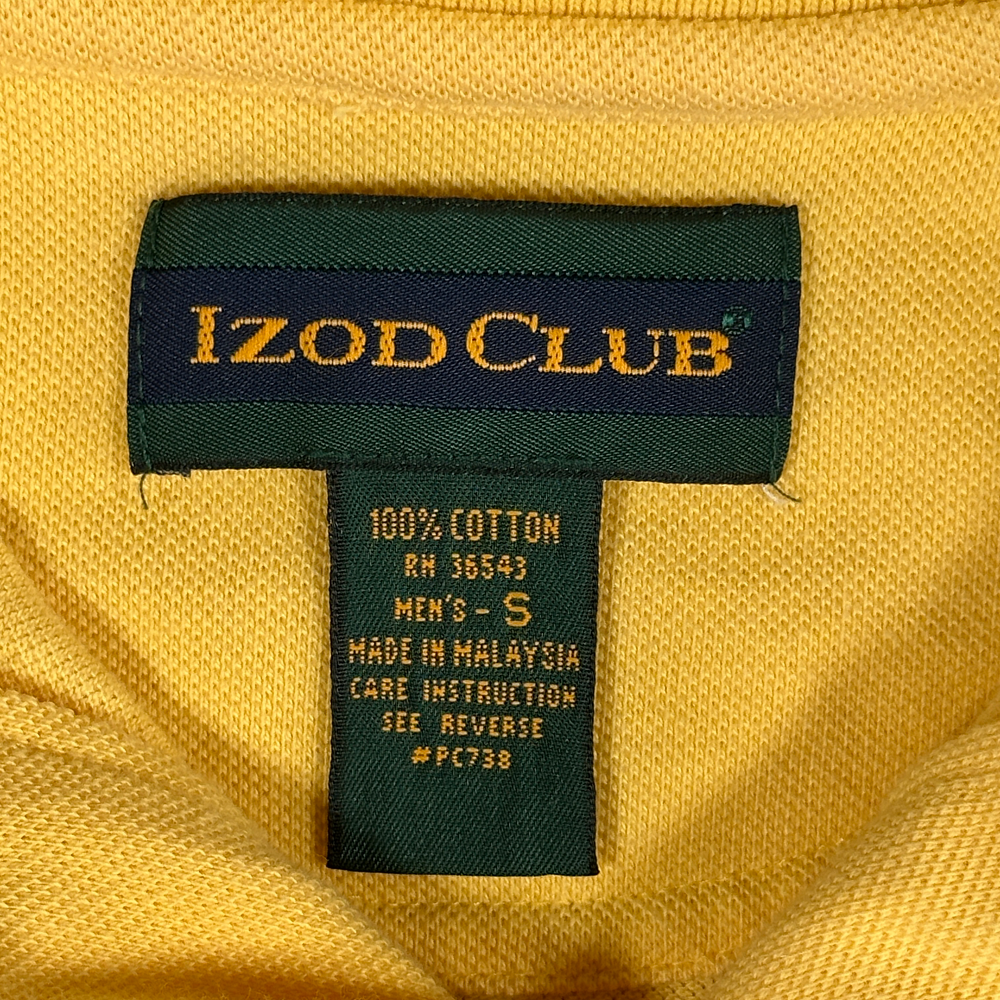 IZOD CLUB®
100% COTTON
RN 36543
MEN'S - S
MADE IN MALAYSIA
CARE INSTRUCTION
SEE REVERSE
#PC738